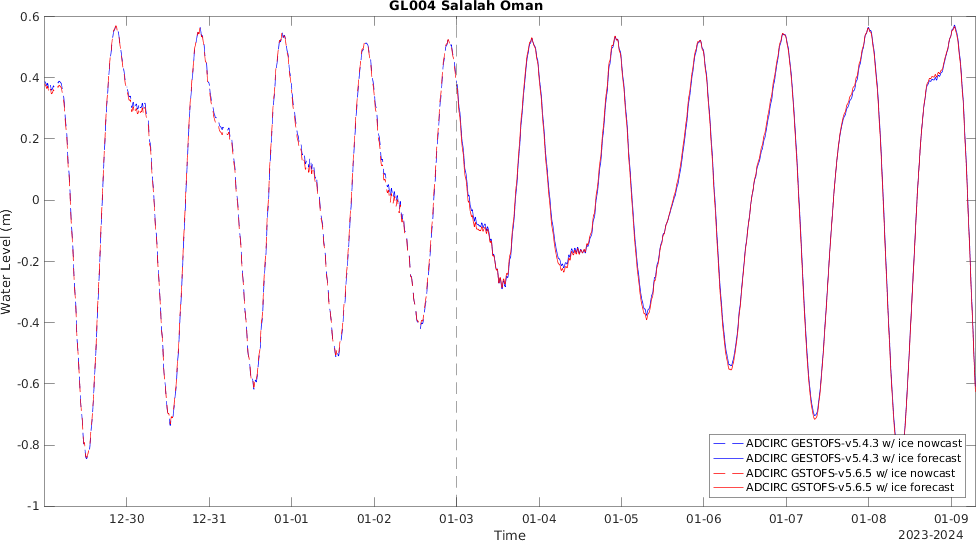 GL004 Salalah Oman
0.6
0.4
0.2
0
-0.2
-0.4
-0.6
-0.8
-1
Water Level (m)
12-30 12-31 01-01 01-02 01-03 01-04 01-05 01-06 01-07 01-08 01-09
Time
2023-2024
ADCIRC GESTOFS-v5.4.3 w/ ice nowcast
ADCIRC GESTOFS-v5.4.3 w/ ice forecast
ADCIRC GSTOFS-v5.6.5 w/ ice nowcast
ADCIRC GSTOFS-v5.6.5 w/ ice forecast